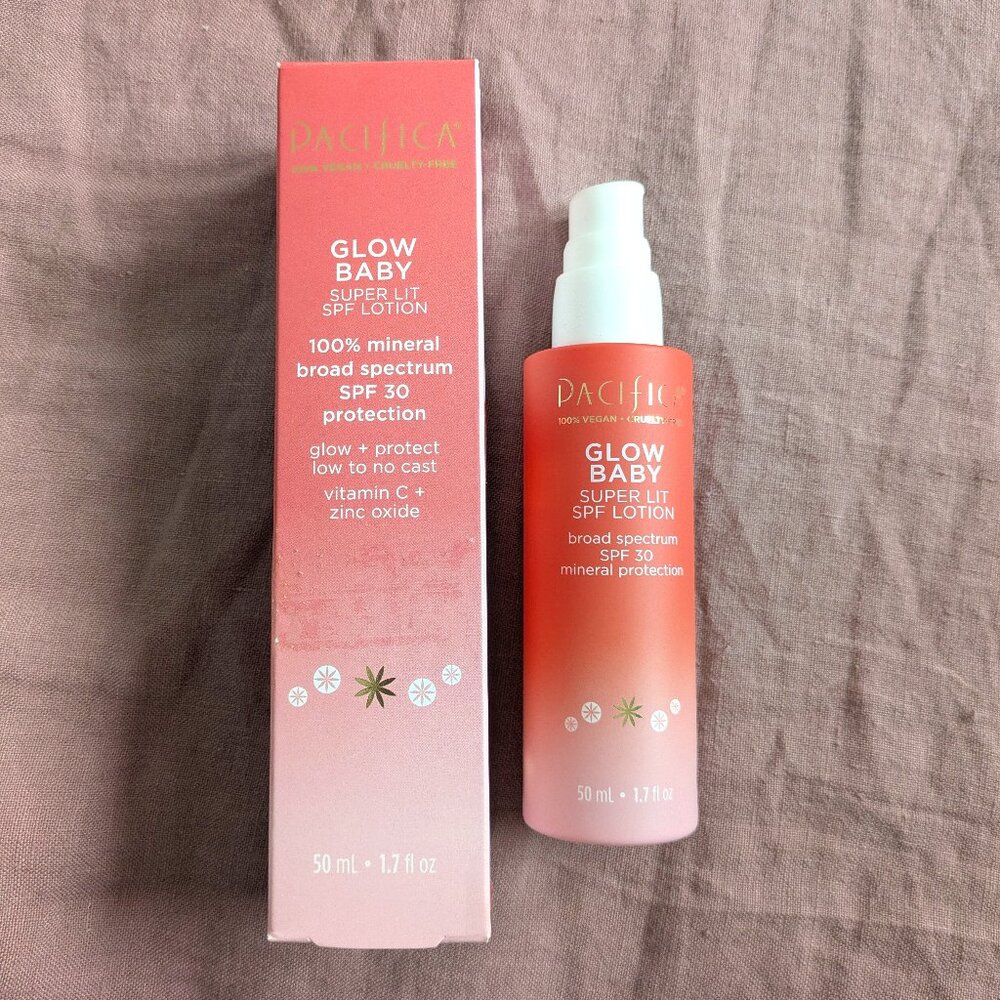 PACIFICA®
100% VEGAN • CRUELTY-FREE
GLOW
BABY
SUPER LIT
SPF LOTION
100% mineral
broad spectrum
SPF 30
protection
glow + protect
low to no cast
vitamin C +
zinc oxide
50 mL • 1.7 fl oz
PACIFICA®
100% VEGAN • CRUELTY-FREE
GLOW
BABY
SUPER LIT
SPF LOTION
broad spectrum
SPF 30
mineral protection
50 mL • 1.7 fl oz